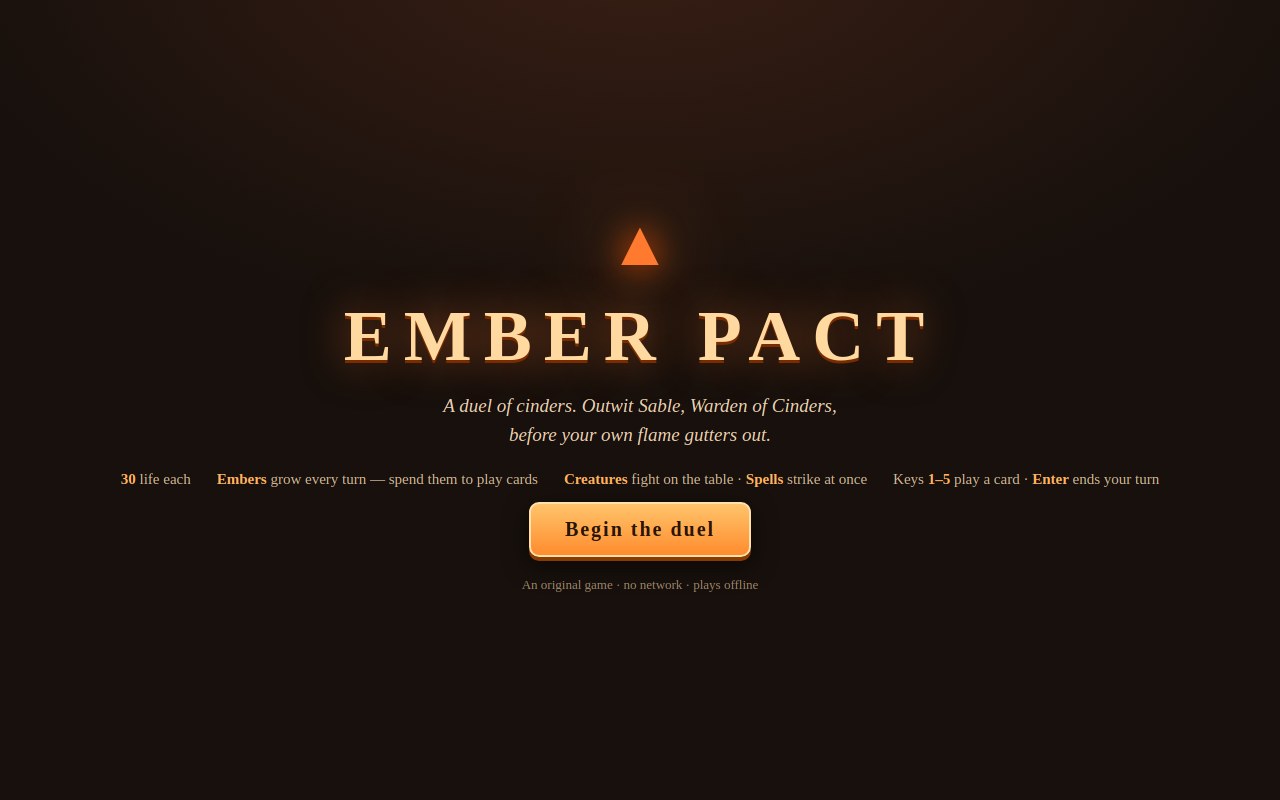 EMBER PACT
A duel of cinders. Outwit Sable, Warden of Cinders,
before your own flame gutters out.
30 life each Embers grow every turn — spend them to play cards Creatures fight on the table · Spells strike at once Keys 1–5 play a card · Enter ends your turn
Begin the duel
An original game · no network · plays offline